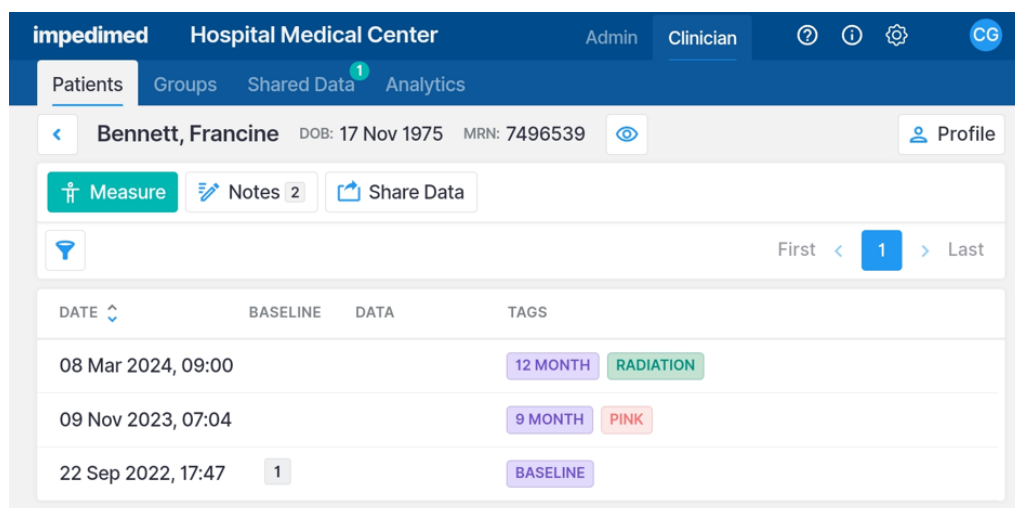 impedimed Hospital Medical Center Admin Clinician CG
Patients Groups Shared Data 1 Analytics
Bennett, Francine DOB: 17 Nov 1975 MRN: 7496539 Profile
Measure Notes 2 Share Data
First < 1 > Last
DATE BASELINE DATA TAGS
08 Mar 2024, 09:00 12 MONTH RADIATION
09 Nov 2023, 07:04 9 MONTH PINK
22 Sep 2022, 17:47 1 BASELINE